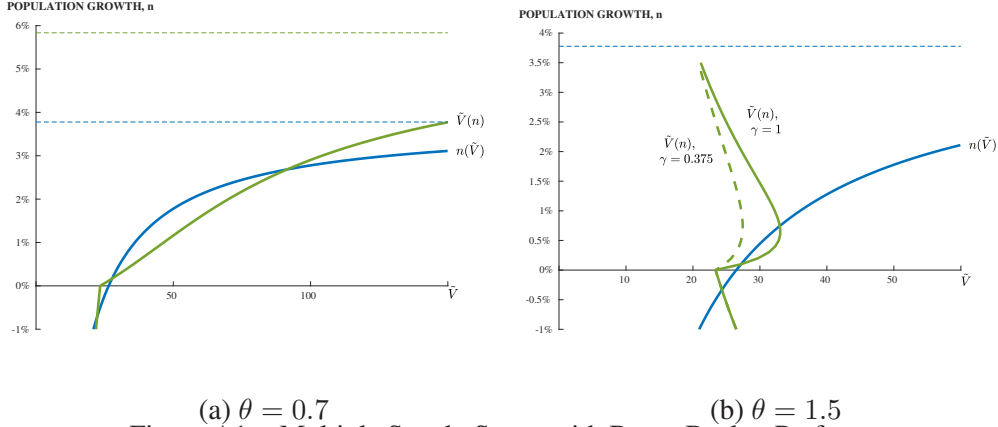 POPULATION GROWTH, n
6%
5%
4%
3%
2%
1%
0%
-1%
50
100
Ṽ
Ṽ(n)
n(Ṽ)
POPULATION GROWTH, n
4%
3.5%
3%
2.5%
2%
1.5%
1%
0.5%
0%
-0.5%
-1%
10
20
30
40
50
Ṽ
Ṽ(n),
γ = 1
Ṽ(n),
γ = 0.375
n(Ṽ)
(a) θ = 0.7
(b) θ = 1.5